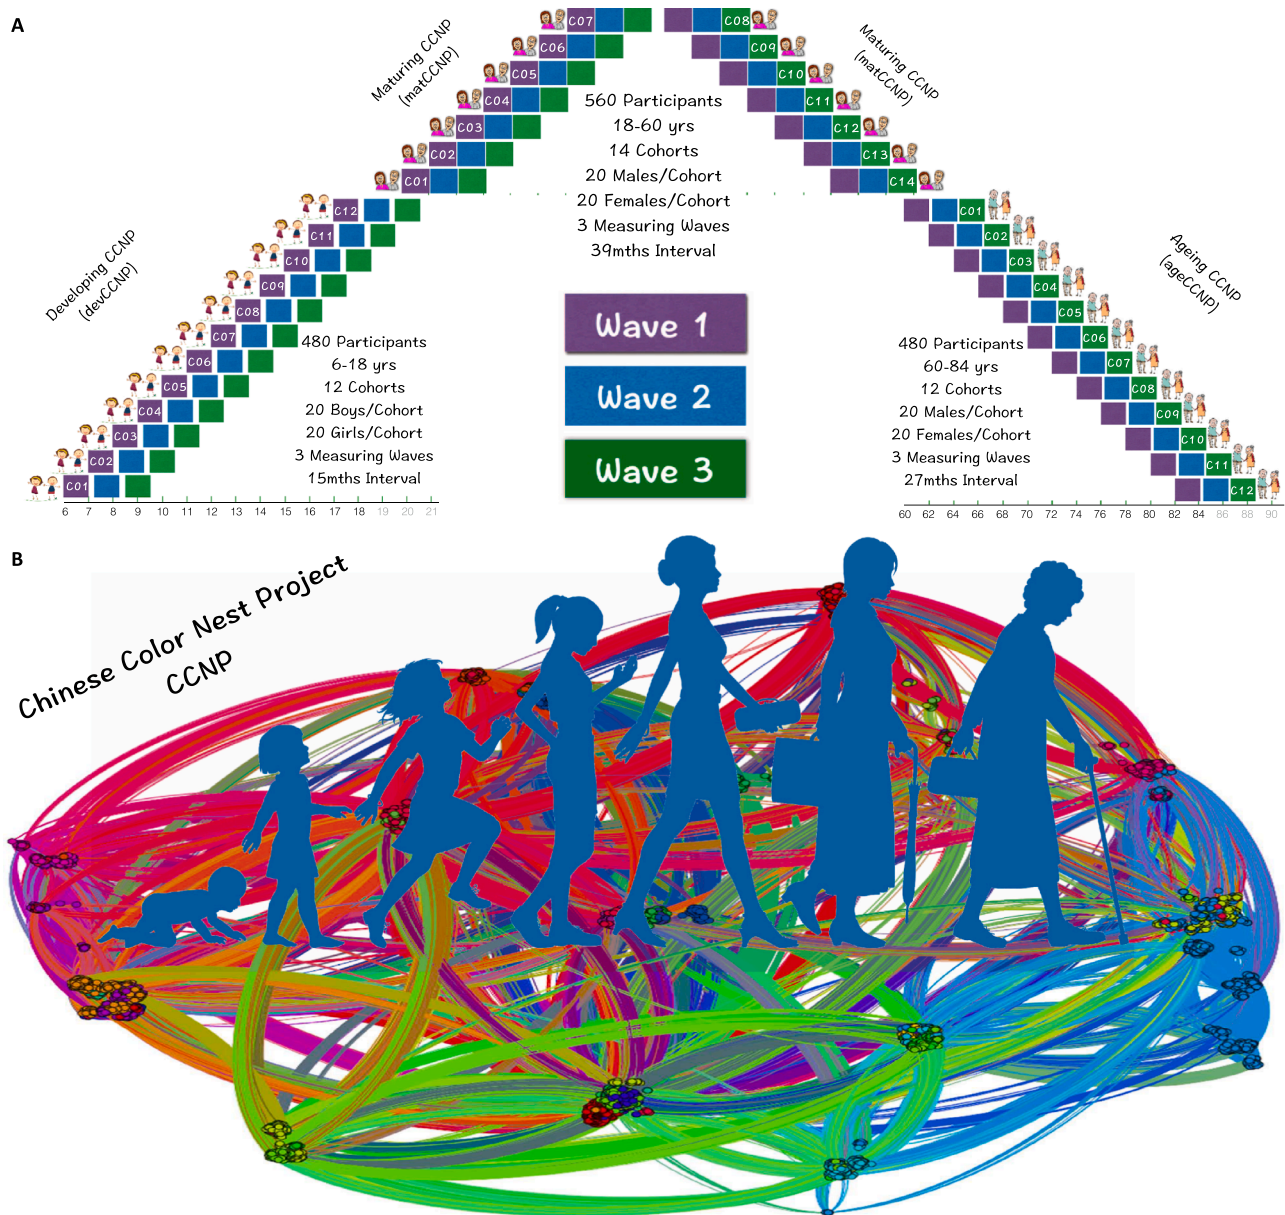 A
Maturing CCNP
(matCCNP)
C07
C06
C05
C04
C03
C02
C01
C08
C09
C10
C11
C12
C13
C14
Maturing CCNP
(matCCNP)
560 Participants
18-60 yrs
14 Cohorts
20 Males/Cohort
20 Females/Cohort
3 Measuring Waves
39mths Interval
Developing CCNP
(devCCNP)
C12
C11
C10
C09
C08
C07
C06
C05
C04
C03
C02
C01
480 Participants
6-18 yrs
12 Cohorts
20 Boys/Cohort
20 Girls/Cohort
3 Measuring Waves
15mths Interval
6 7 8 9 10 11 12 13 14 15 16 17 18 19 20 21
Wave 1
Wave 2
Wave 3
Ageing CCNP
(ageCCNP)
C01
C02
C03
C04
C05
C06
C07
C08
C09
C10
C11
C12
480 Participants
60-84 yrs
12 Cohorts
20 Males/Cohort
20 Females/Cohort
3 Measuring Waves
27mths Interval
60 62 64 66 68 70 72 74 76 78 80 82 84 86 88 90
B
Chinese Color Nest Project
CCNP